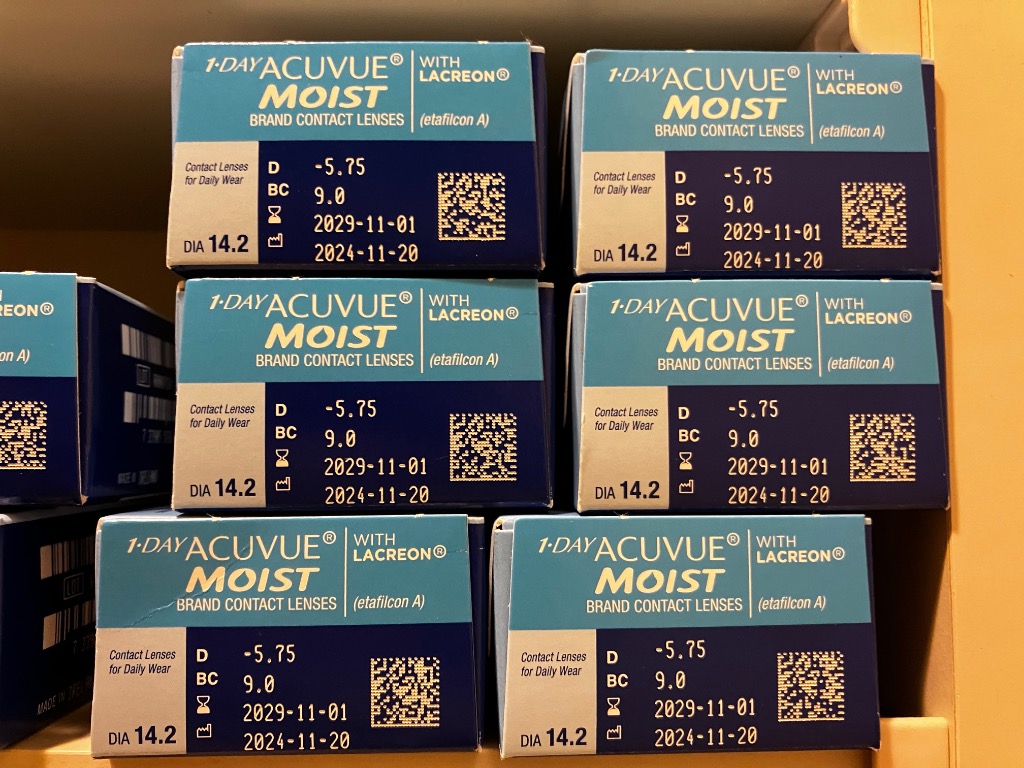 1·DAY ACUVUE® MOIST WITH LACREON®
BRAND CONTACT LENSES (etafilcon A)
Contact Lenses for Daily Wear
D -5.75
BC 9.0
2029-11-01
2024-11-20
DIA 14.2
1·DAY ACUVUE® MOIST WITH LACREON®
BRAND CONTACT LENSES (etafilcon A)
Contact Lenses for Daily Wear
D -5.75
BC 9.0
2029-11-01
2024-11-20
DIA 14.2
1·DAY ACUVUE® MOIST WITH LACREON®
BRAND CONTACT LENSES (etafilcon A)
Contact Lenses for Daily Wear
D -5.75
BC 9.0
2029-11-01
2024-11-20
DIA 14.2
1·DAY ACUVUE® MOIST WITH LACREON®
BRAND CONTACT LENSES (etafilcon A)
Contact Lenses for Daily Wear
D -5.75
BC 9.0
2029-11-01
2024-11-20
DIA 14.2
1·DAY ACUVUE® MOIST WITH LACREON®
BRAND CONTACT LENSES (etafilcon A)
Contact Lenses for Daily Wear
D -5.75
BC 9.0
2029-11-01
2024-11-20
DIA 14.2
1·DAY ACUVUE® MOIST WITH LACREON®
BRAND CONTACT LENSES (etafilcon A)
Contact Lenses for Daily Wear
D -5.75
BC 9.0
2029-11-01
2024-11-20
DIA 14.2
EON®
on A)
LOT
MADE IN